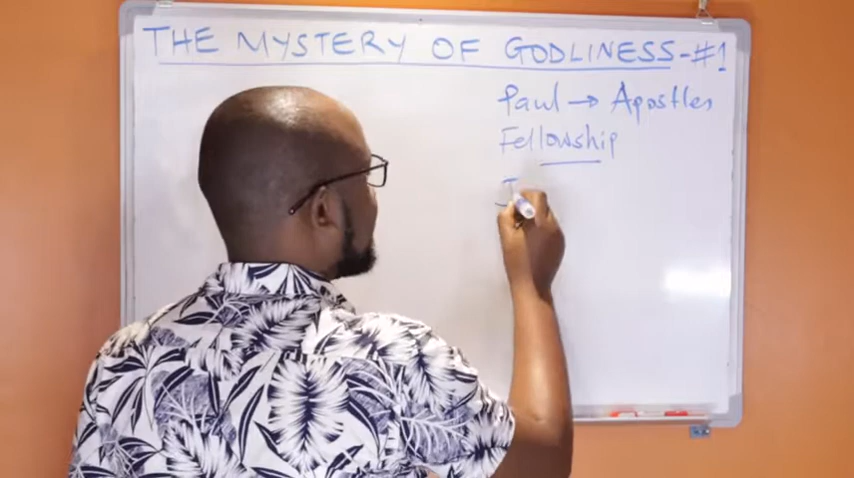 THE MYSTERY OF GODLINESS-#1
Paul → Apostles
Fellowship